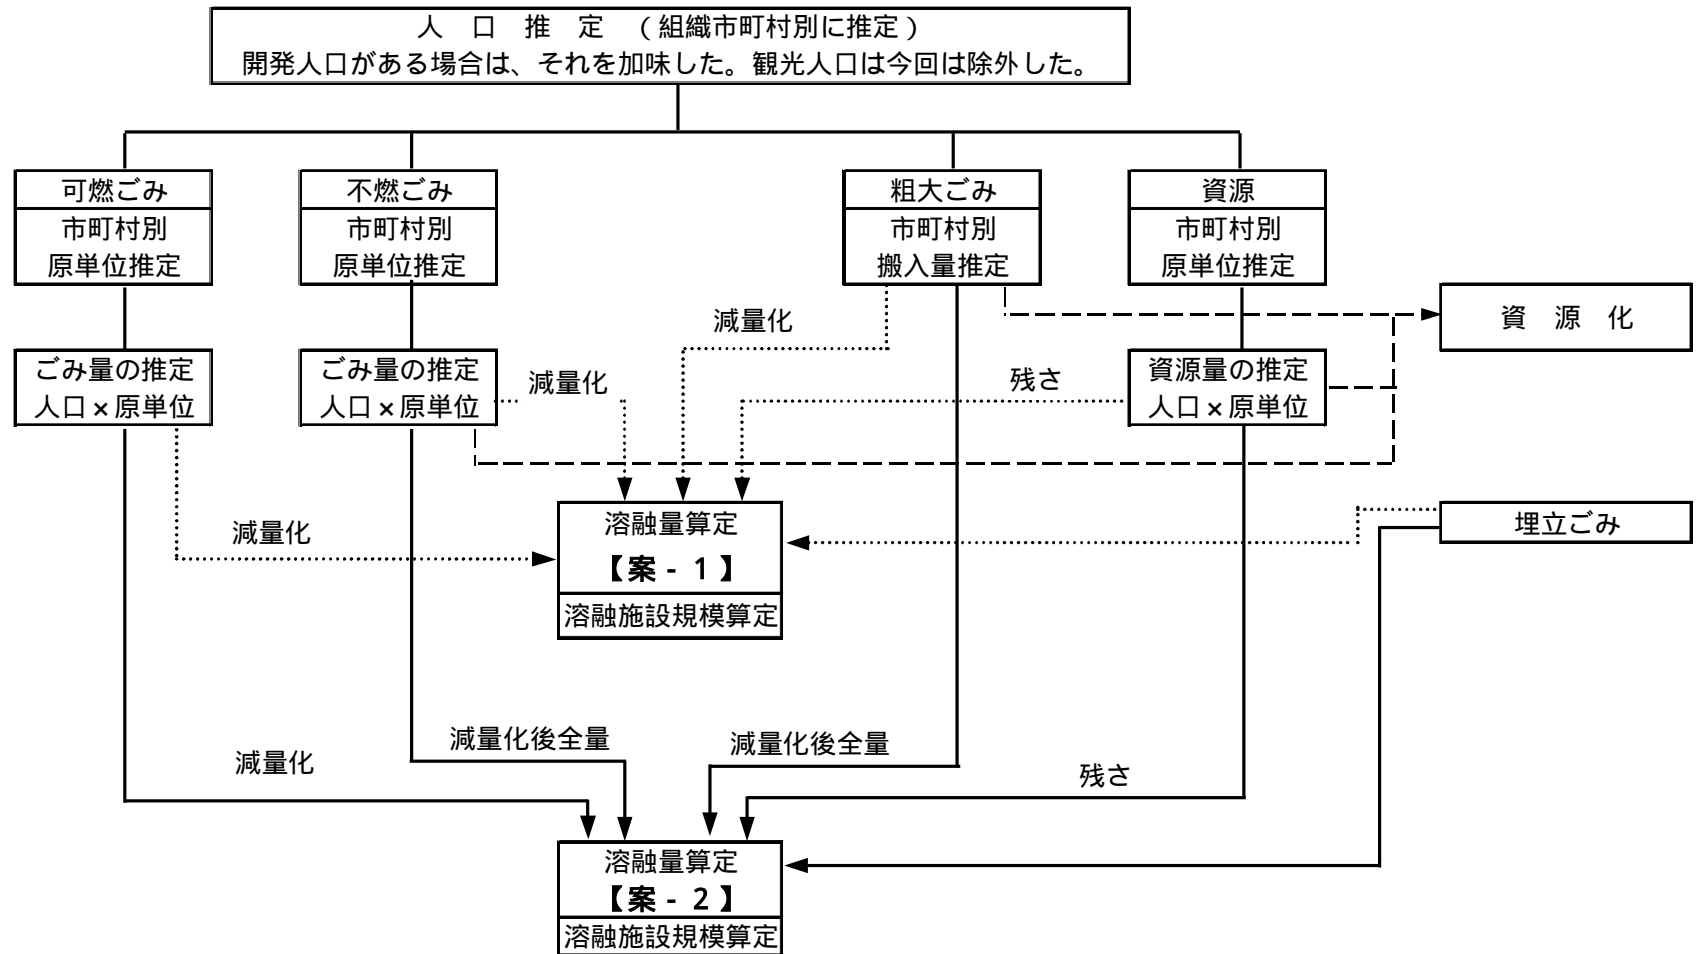 人　口　推　定　（組織市町村別に推定）
開発人口がある場合は、それを加味した。観光人口は今回は除外した。
可燃ごみ
市町村別
原単位推定
不燃ごみ
市町村別
原単位推定
粗大ごみ
市町村別
搬入量推定
資源
市町村別
原単位推定
資　源　化
減量化
ごみ量の推定
人口×原単位
ごみ量の推定
人口×原単位
減量化
残さ
資源量の推定
人口×原単位
減量化
溶融量算定
【案 - 1】
溶融施設規模算定
埋立ごみ
減量化
減量化後全量
減量化後全量
残さ
溶融量算定
【案 - 2】
溶融施設規模算定